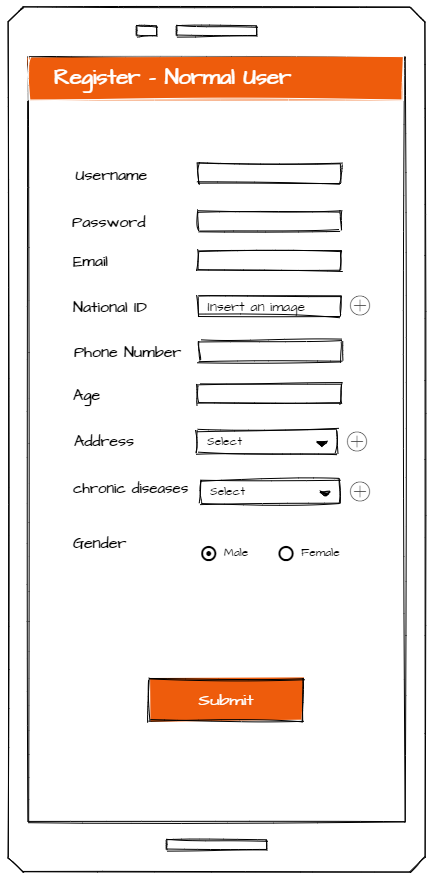 Register - Normal User
Username
Password
Email
National ID Insert an image
Phone Number
Age
Address Select
chronic diseases Select
Gender Male Female
Submit